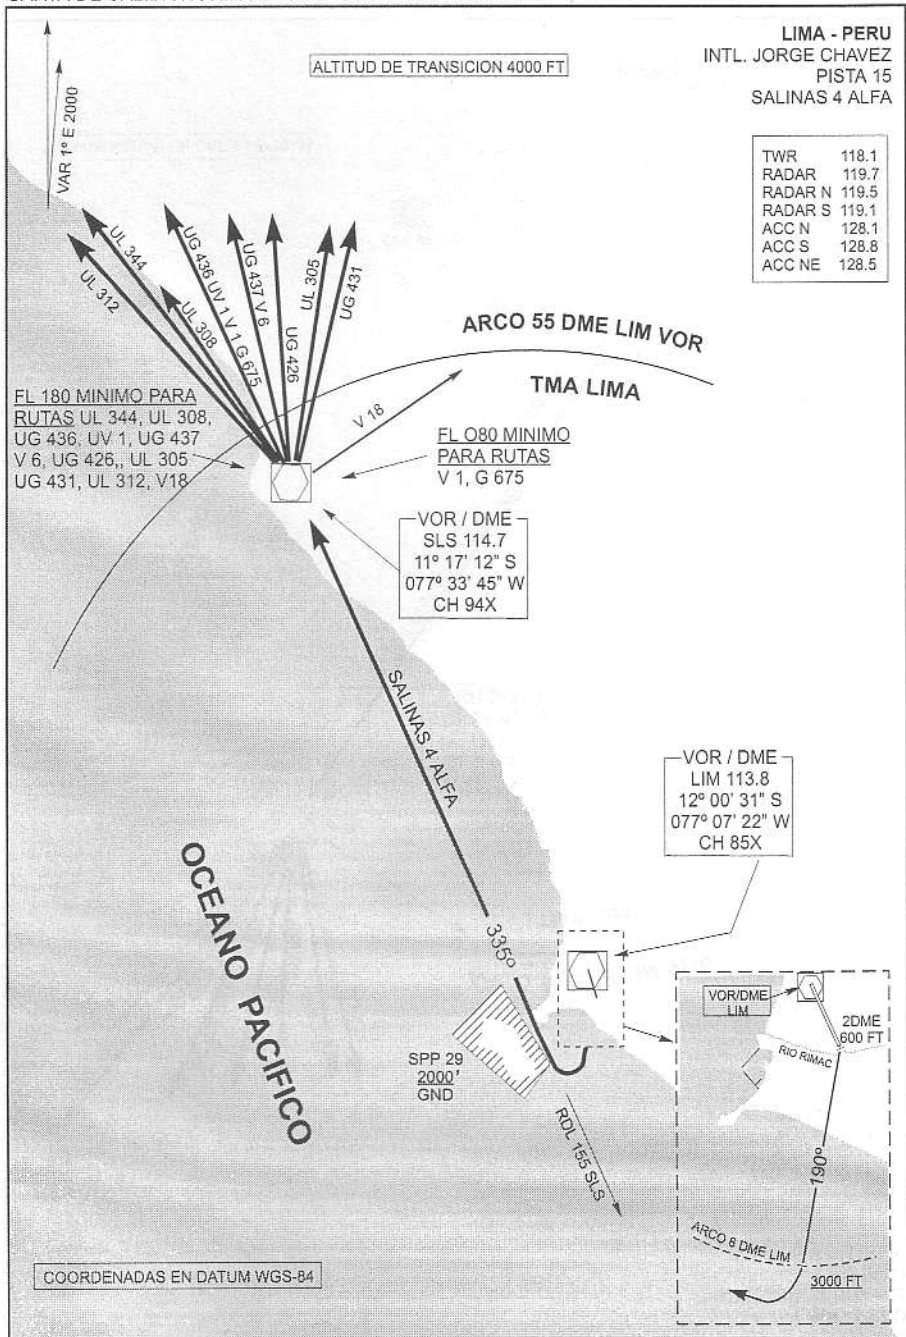 LIMA - PERU
INTL. JORGE CHAVEZ
PISTA 15
SALINAS 4 ALFA
ALTITUD DE TRANSICION 4000 FT
VAR 1º E 2000
TWR 118.1
RADAR 119.7
RADAR N 119.5
RADAR S 119.1
ACC N 128.1
ACC S 128.8
ACC NE 128.5
UL 312
UL 344
UL 308
UG 436 UV 1 V 1 G 675
UG 437 V 6
UG 426
UL 305
UG 431
ARCO 55 DME LIM VOR
TMA LIMA
V 18
FL 180 MINIMO PARA
RUTAS UL 344, UL 308,
UG 436, UV 1, UG 437
V 6, UG 426,, UL 305
UG 431, UL 312, V18
FL O80 MINIMO
PARA RUTAS
V 1, G 675
VOR / DME
SLS 114.7
11º 17' 12" S
077º 33' 45" W
CH 94X
SALINAS 4 ALFA
335º
VOR / DME
LIM 113.8
12º 00' 31" S
077º 07' 22" W
CH 85X
OCEANO PACIFICO
SPP 29
2000'
GND
RDL 155 SLS
VOR/DME
LIM
2DME
600 FT
RIO RIMAC
190º
ARCO 8 DME LIM
3000 FT
COORDENADAS EN DATUM WGS-84